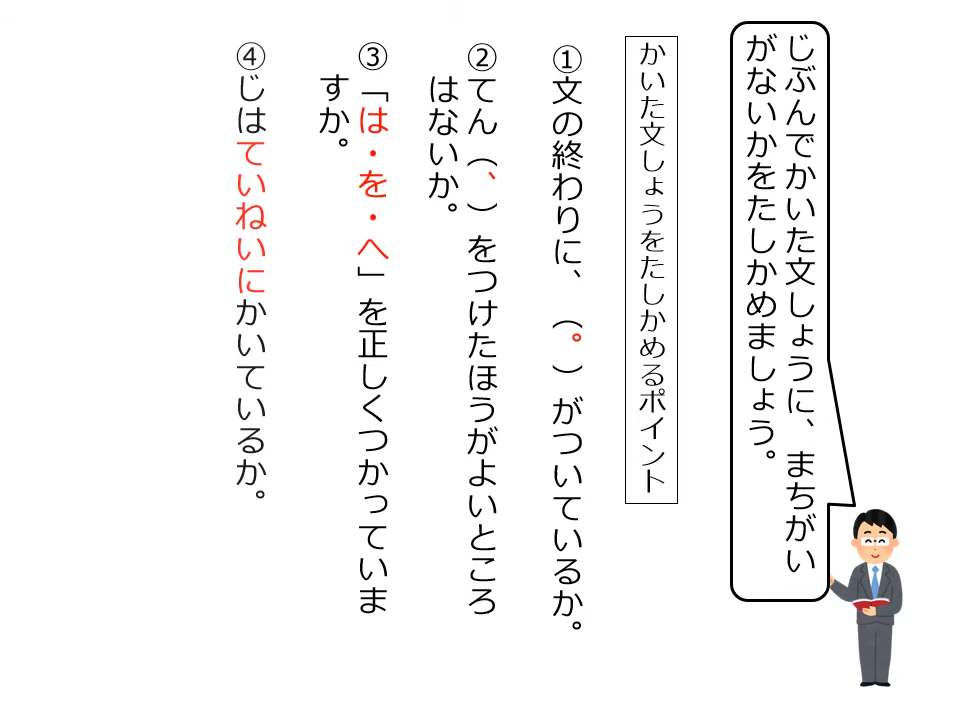 じぶんでかいた文しょうに、まちがい
がないかをたしかめましょう。
かいた文しょうをたしかめるポイント
①文の終わりに、（。）がついているか。
②てん（、）をつけたほうがよいところ
はないか。
③「は・を・へ」を正しくつかっていま
すか。
④じはていねいにかいているか。